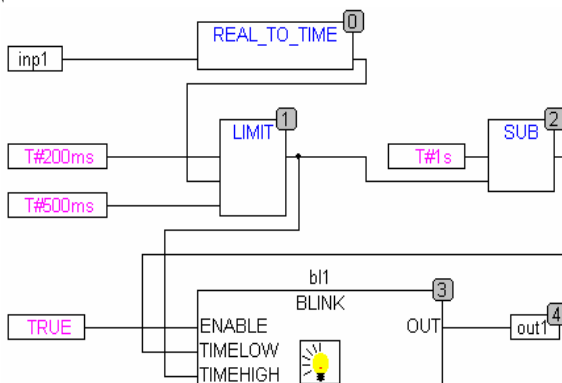 REAL_TO_TIME
0
inp1
LIMIT
1
SUB
2
T#200ms
T#1s
T#500ms
bl1
3
BLINK
TRUE
ENABLE
OUT
out1
4
TIMELOW
TIMEHIGH